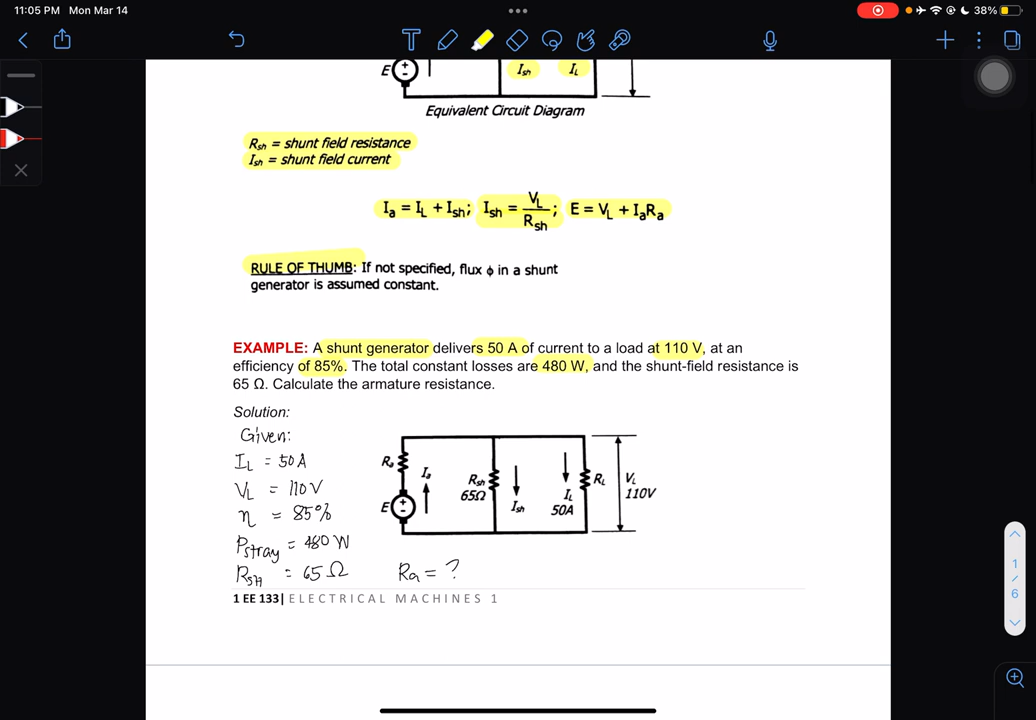 11:05 PM Mon Mar 14
38%
E
Ish IL
Equivalent Circuit Diagram
Rsh = shunt field resistance
Ish = shunt field current
Ia = IL + Ish; Ish = VL / Rsh ; E = VL + IaRa
RULE OF THUMB: If not specified, flux ϕ in a shunt
generator is assumed constant.
EXAMPLE: A shunt generator delivers 50 A of current to a load at 110 V, at an
efficiency of 85%. The total constant losses are 480 W, and the shunt-field resistance is
65 Ω. Calculate the armature resistance.
Solution:
Given:
IL = 50A
VL = 110V
η = 85%
Pstray = 480 W
RSH = 65 Ω
Ra = ?
Ra
Ia
E
Rsh
65Ω
Ish
IL
50A
RL
VL
110V
1 EE 133| ELECTRICAL MACHINES 1
1
/
6